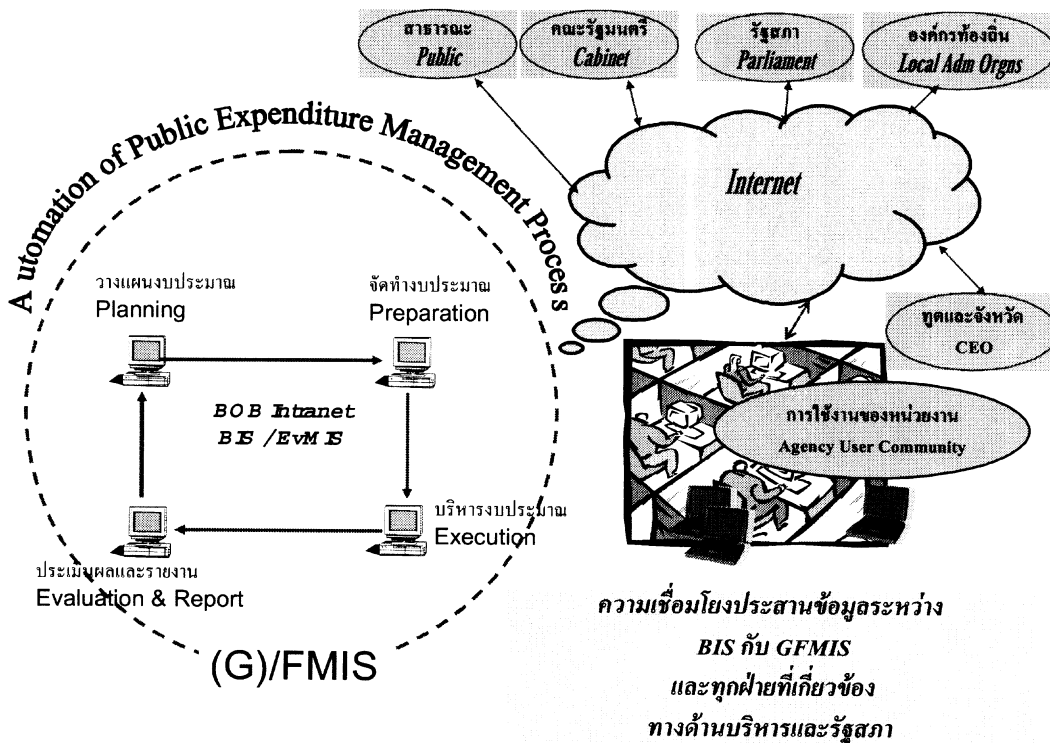 สาธารณะ
Public
คณะรัฐมนตรี
Cabinet
รัฐสภา
Parliament
องค์กรท้องถิ่น
Local Adm Orgns
Automation of Public Expenditure Management Process
Internet
วางแผนงบประมาณ
Planning
จัดทำงบประมาณ
Preparation
ทูตและจังหวัด
CEO
BOB Intranet
BIS /EvMIS
การใช้งานของหน่วยงาน
Agency User Community
บริหารงบประมาณ
Execution
ประเมินผลและรายงาน
Evaluation & Report
(G)/FMIS
ความเชื่อมโยงประสานข้อมูลระหว่าง
BIS กับ GFMIS
และทุกฝ่ายที่เกี่ยวข้อง
ทางด้านบริหารและรัฐสภา